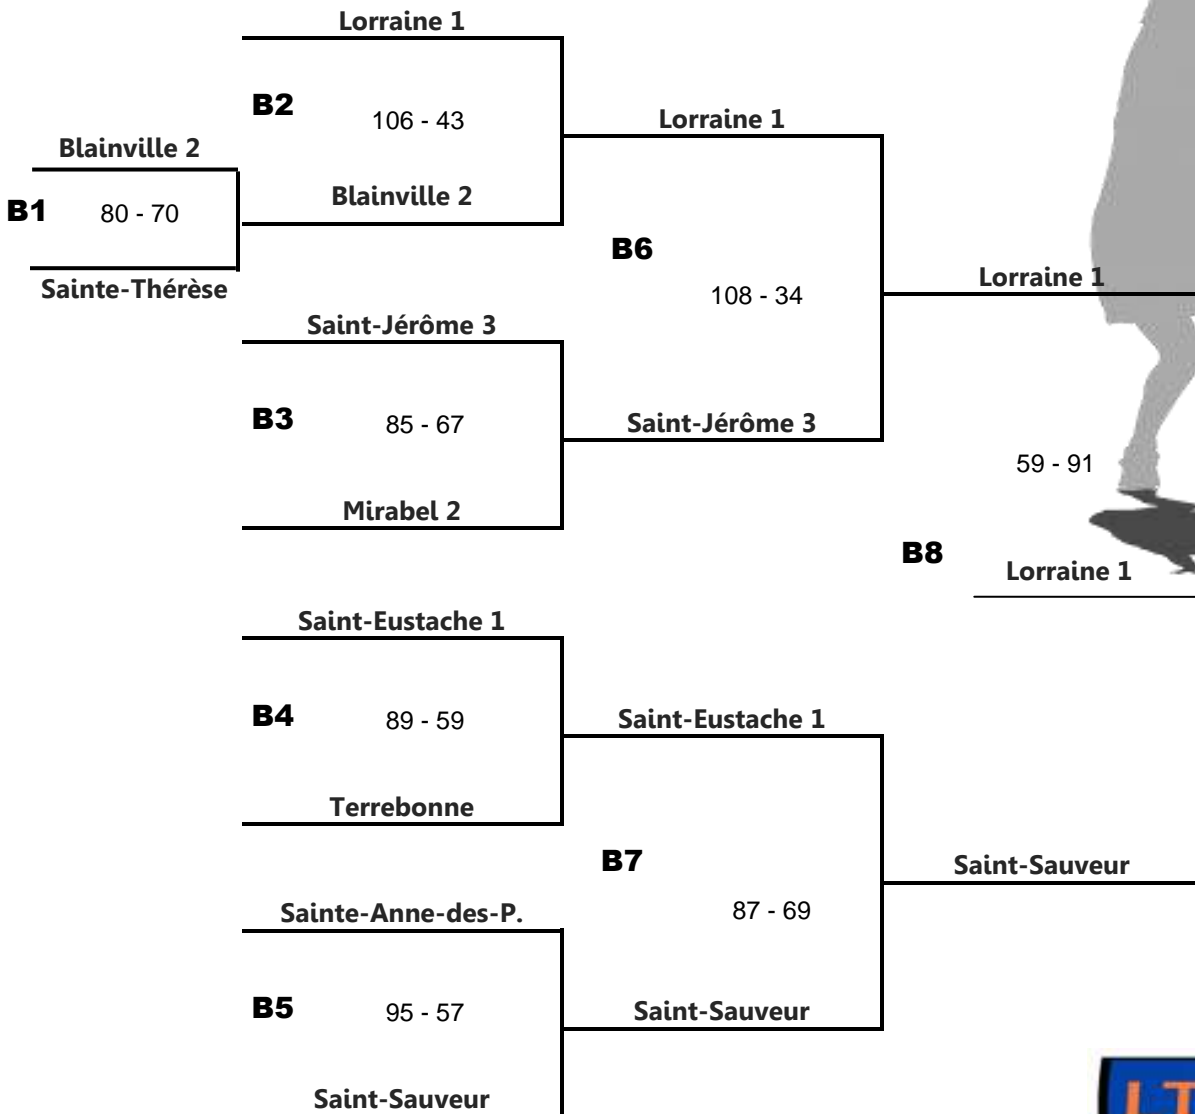 Lorraine 1
B2
106 - 43
Lorraine 1
Blainville 2
B1
80 - 70
Blainville 2
Sainte-Thérèse
B6
108 - 34
Lorraine 1
Saint-Jérôme 3
B3
85 - 67
Saint-Jérôme 3
Mirabel 2
59 - 91
B8
Lorraine 1
Saint-Eustache 1
B4
89 - 59
Saint-Eustache 1
Terrebonne
B7
87 - 69
Saint-Sauveur
Sainte-Anne-des-P.
B5
95 - 57
Saint-Sauveur
Saint-Sauveur